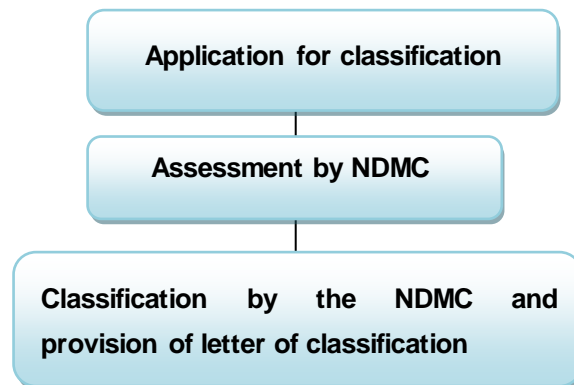 Application for classification
Assessment by NDMC
Classification by the NDMC and
provision of letter of classification